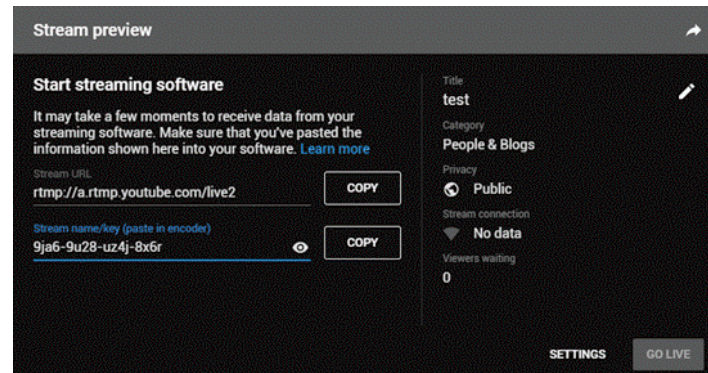 Stream preview
Start streaming software
It may take a few moments to receive data from your
streaming software. Make sure that you've pasted the
information shown here into your software. Learn more
Stream URL
rtmp://a.rtmp.youtube.com/live2
COPY
Stream name/key (paste in encoder)
9ja6-9u28-uz4j-8x6r
COPY
Title
test
Category
People & Blogs
Privacy
Public
Stream connection
No data
Viewers waiting
0
SETTINGS
GO LIVE